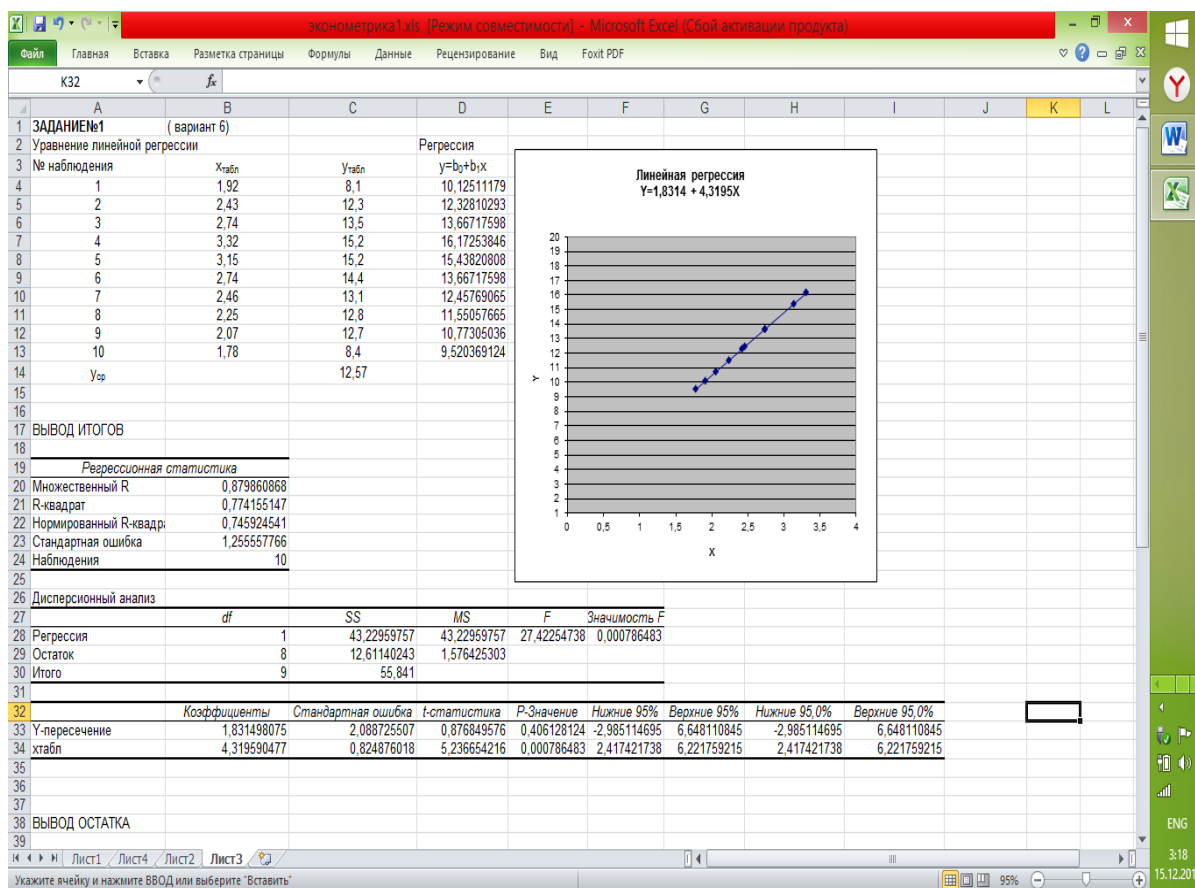 эконометрика1.xls [Режим совместимости] - Microsoft Excel (Сбой активации продукта)
Файл Главная Вставка Разметка страницы Формулы Данные Рецензирование Вид Foxit PDF
K32 fx
A B C D E F G H I J K L
1 ЗАДАНИЕ№1 ( вариант 6)
2 Уравнение линейной регрессии Регрессия
3 № наблюдения xтабл yтабл y=b0+b1x
4 1 1,92 8,1 10,12511179
5 2 2,43 12,3 12,32810293
6 3 2,74 13,5 13,66717598
7 4 3,32 15,2 16,17253846
8 5 3,15 15,2 15,43820808
9 6 2,74 14,4 13,66717598
10 7 2,46 13,1 12,45769065
11 8 2,25 12,8 11,55057665
12 9 2,07 12,7 10,77305036
13 10 1,78 8,4 9,520369124
14 yср 12,57
Линейная регрессия
Y=1,8314 + 4,3195X
20
19
18
17
16
15
14
13
12
11
10
9
8
7
6
5
4
3
2
1
Y
0 0,5 1 1,5 2 2,5 3 3,5 4
X
15
16
17 ВЫВОД ИТОГОВ
18
19 Регрессионная статистика
20 Множественный R 0,879860868
21 R-квадрат 0,774155147
22 Нормированный R-квадра 0,745924541
23 Стандартная ошибка 1,255557766
24 Наблюдения 10
25
26 Дисперсионный анализ
27 df SS MS F Значимость F
28 Регрессия 1 43,22959757 43,22959757 27,42254738 0,000786483
29 Остаток 8 12,61140243 1,576425303
30 Итого 9 55,841
31
32 Коэффициенты Стандартная ошибка t-статистика P-Значение Нижние 95% Верхние 95% Нижние 95,0% Верхние 95,0%
33 Y-пересечение 1,831498075 2,088725507 0,876849576 0,406128124 -2,985114695 6,648110845 -2,985114695 6,648110845
34 xтабл 4,319590477 0,824876018 5,236654216 0,000786483 2,417421738 6,221759215 2,417421738 6,221759215
35
36
37
38 ВЫВОД ОСТАТКА
39
Лист1 Лист4 Лист2 Лист3
Укажите ячейку и нажмите ВВОД или выберите "Вставить" 95%
Y
W
X
ENG
3:18
15.12.201